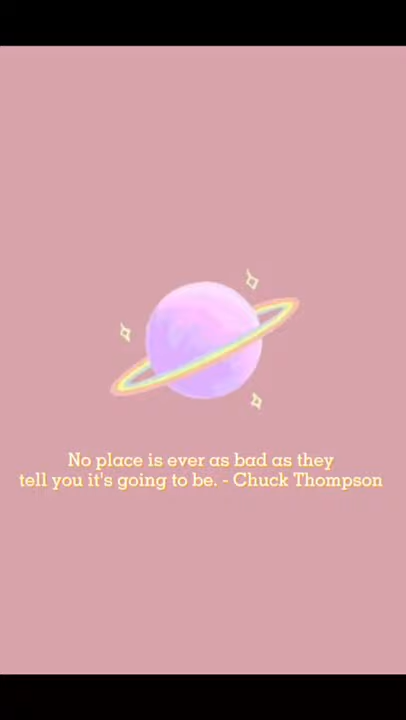 No place is ever as bad as they
tell you it's going to be. - Chuck Thompson